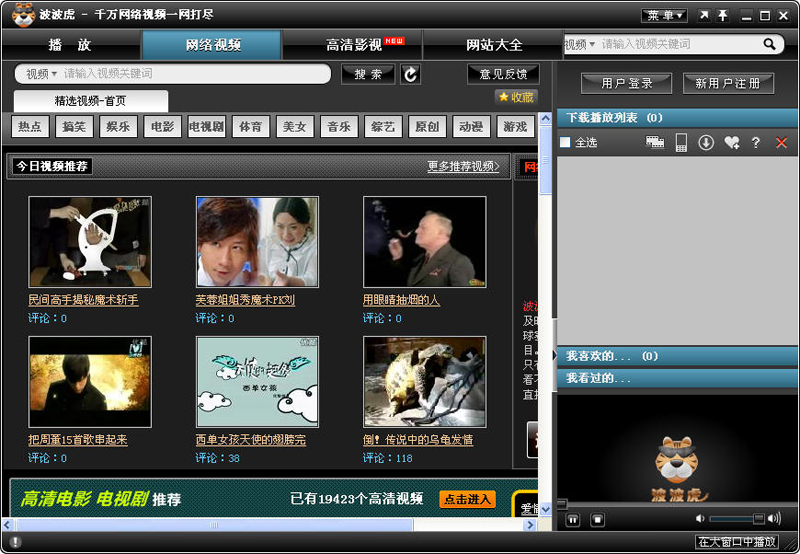 波波虎 - 千万网络视频一网打尽
菜单
播 放
网络视频
高清影视 NEW
网站大全
视频 请输入视频关键词
视频 请输入视频关键词
搜 索
意见反馈
用户登录
新用户注册
精选视频-首页
收藏
下载播放列表 (0)
热点
搞笑
娱乐
电影
电视剧
体育
美女
音乐
综艺
原创
动漫
游戏
全选
今日视频推荐
更多推荐视频>
民间高手揭秘魔术斩手
评论：0
芙蓉姐姐秀魔术PK刘
评论：0
用眼睛抽烟的人
评论：0
天使的翅膀
西单女孩
把周董15首歌串起来
评论：0
西单女孩天使的翅膀完
评论：38
倒! 传说中的乌龟发情
评论：118
我喜欢的... (0)
我看过的...
波波虎
高清电影 电视剧 推荐
已有19423个高清视频
点击进入
在大窗口中播放